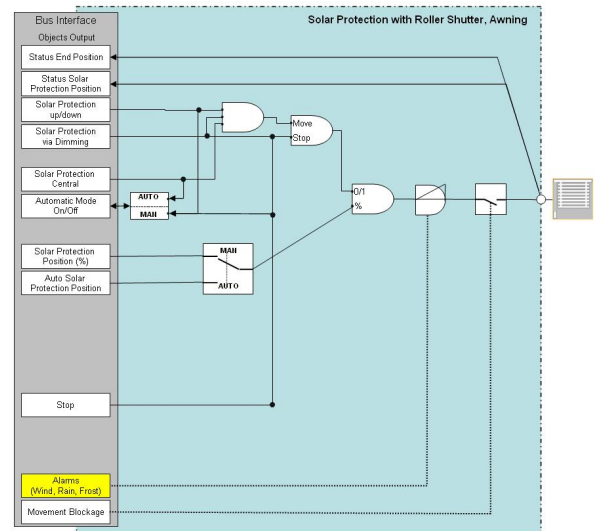 Bus Interface
Solar Protection with Roller Shutter, Awning
Objects Output
Status End Position
Status Solar
Protection Position
Solar Protection
up/down
Solar Protection
via Dimming
Move
Stop
Solar Protection
Central
Automatic Mode
On/Off
AUTO
MAN
0/1
%
Solar Protection
Position (%)
Auto Solar
Protection Position
MAN
AUTO
Stop
Alarms
(Wind, Rain, Frost)
Movement Blockage